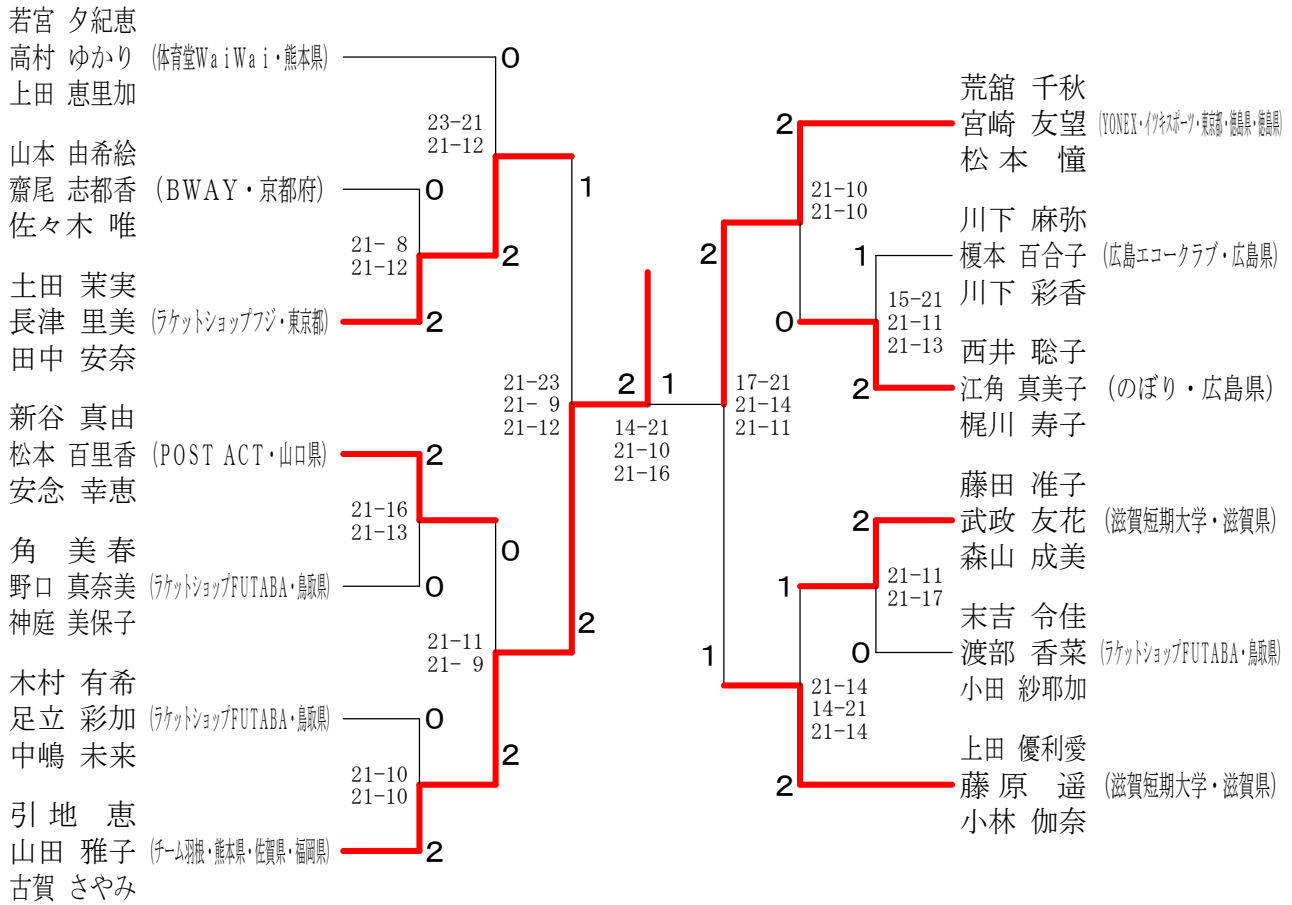 若宮 夕紀恵
高村 ゆかり (体育堂WaiWai・熊本県)
上田 恵里加
0
23-21
21-12
山本 由希絵
齋尾 志都香 (BWAY・京都府)
佐々木 唯
0
21- 8
21-12
2
1
土田 茉実
長津 里美 (ラケットショップフジ・東京都)
田中 安奈
2
21-23
21- 9
21-12
新谷 真由
松本 百里香 (POST ACT・山口県)
安念 幸恵
2
21-16
21-13
0
角 美春
野口 真奈美 (ラケットショップFUTABA・鳥取県)
神庭 美保子
0
21-11
21- 9
2
木村 有希
足立 彩加 (ラケットショップFUTABA・鳥取県)
中嶋 未来
0
21-10
21-10
2
引地 恵
山田 雅子 (チーム羽根・熊本県・佐賀県・福岡県)
古賀 さやみ
2
2 1
14-21
21-10
21-16
荒舘 千秋
宮崎 友望 (YONEX・イツキスポーツ・東京都・徳島県・徳島県)
松本 憧
2
21-10
21-10
2
川下 麻弥
榎本 百合子 (広島エコークラブ・広島県)
川下 彩香
1
15-21
21-11
21-13
0
西井 聡子
江角 真美子 (のぼり・広島県)
梶川 寿子
2
17-21
21-14
21-11
藤田 准子
武政 友花 (滋賀短期大学・滋賀県)
森山 成美
2
21-11
21-17
1
末吉 令佳
渡部 香菜 (ラケットショップFUTABA・鳥取県)
小田 紗耶加
0
1
21-14
14-21
21-14
上田 優利愛
藤原 遥 (滋賀短期大学・滋賀県)
小林 伽奈
2